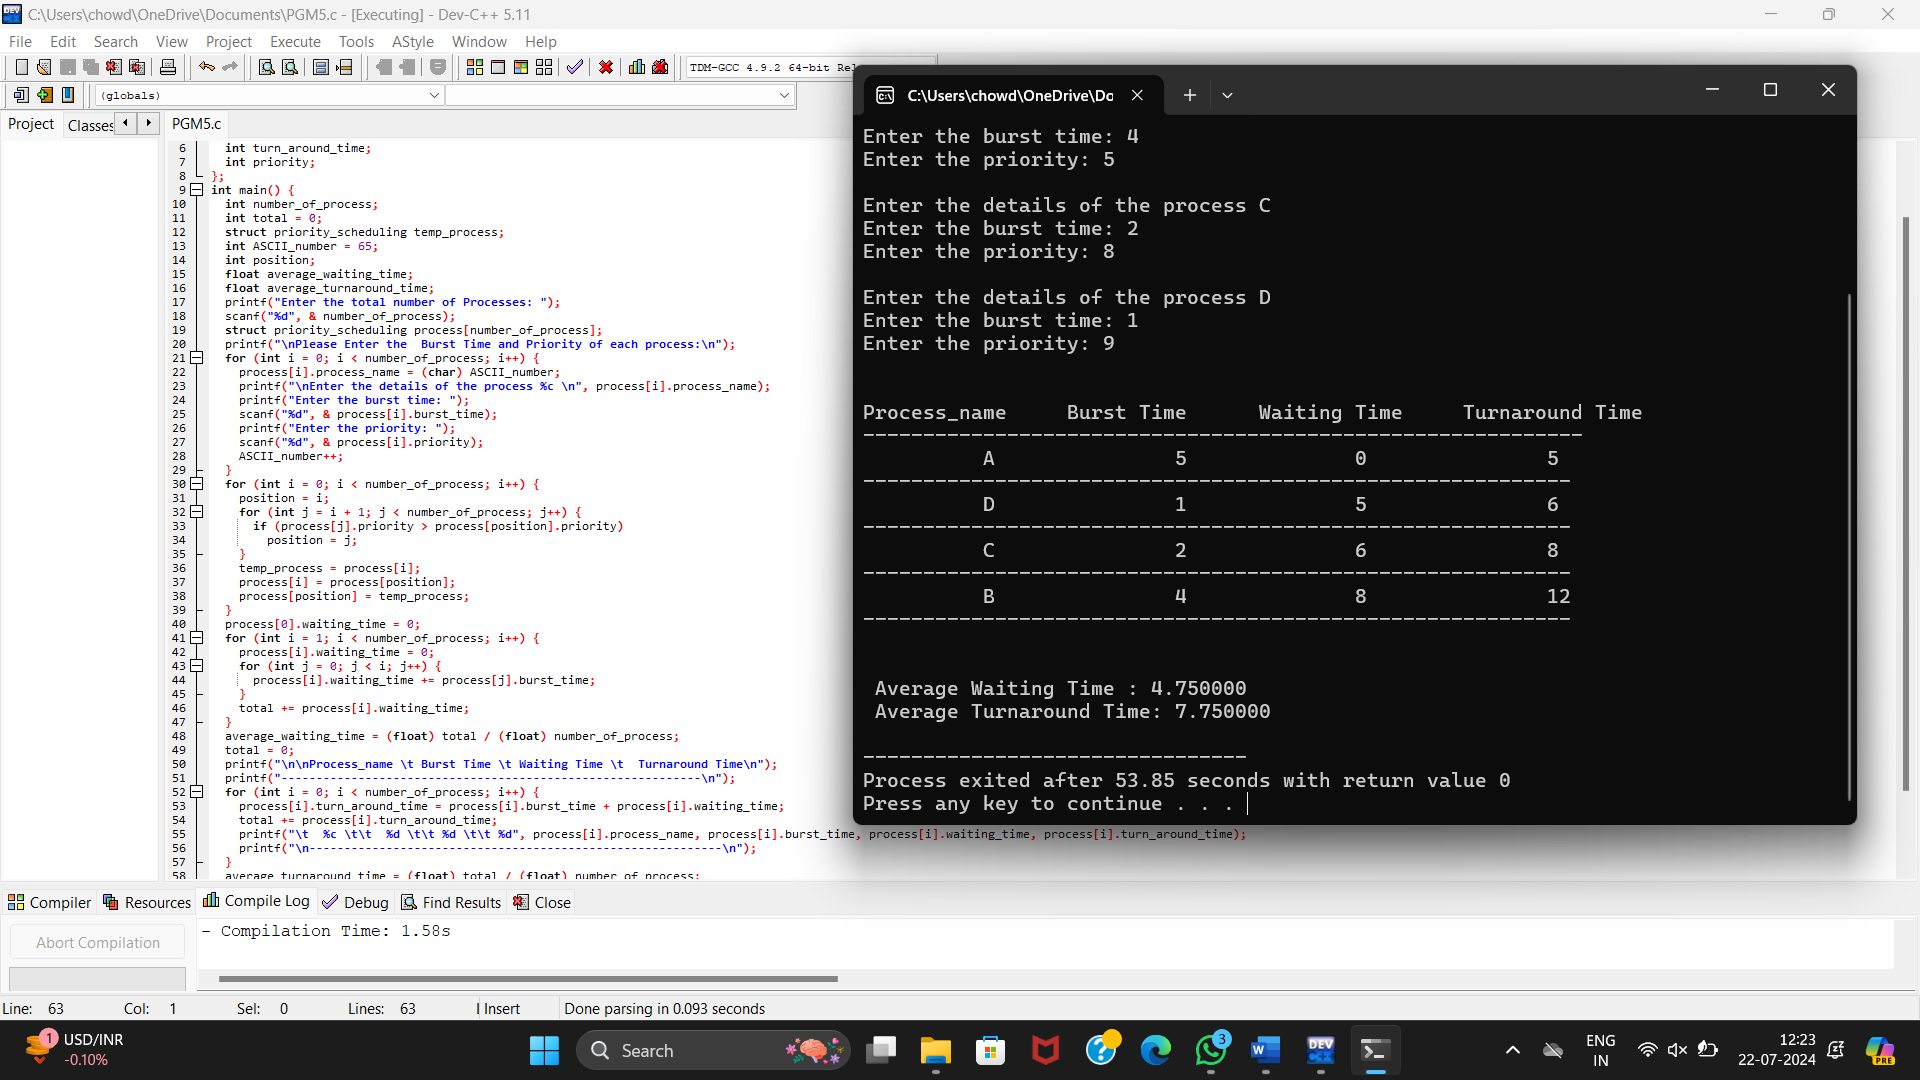 C:\Users\chowd\OneDrive\Documents\PGM5.c - [Executing] - Dev-C++ 5.11
File Edit Search View Project Execute Tools AStyle Window Help
TDM-GCC 4.9.2 64-bit Rel
(globals)
Project Classes PGM5.c
6 int turn_around_time;
7 int priority;
8 };
9 int main() {
10 int number_of_process;
11 int total = 0;
12 struct priority_scheduling temp_process;
13 int ASCII_number = 65;
14 int position;
15 float average_waiting_time;
16 float average_turnaround_time;
17 printf("Enter the total number of Processes: ");
18 scanf("%d", & number_of_process);
19 struct priority_scheduling process[number_of_process];
20 printf("\nPlease Enter the  Burst Time and Priority of each process:\n");
21 for (int i = 0; i < number_of_process; i++) {
22 process[i].process_name = (char) ASCII_number;
23 printf("\nEnter the details of the process %c \n", process[i].process_name);
24 printf("Enter the burst time: ");
25 scanf("%d", & process[i].burst_time);
26 printf("Enter the priority: ");
27 scanf("%d", & process[i].priority);
28 ASCII_number++;
29 }
30 for (int i = 0; i < number_of_process; i++) {
31 position = i;
32 for (int j = i + 1; j < number_of_process; j++) {
33 if (process[j].priority > process[position].priority)
34 position = j;
35 }
36 temp_process = process[i];
37 process[i] = process[position];
38 process[position] = temp_process;
39 }
40 process[0].waiting_time = 0;
41 for (int i = 1; i < number_of_process; i++) {
42 process[i].waiting_time = 0;
43 for (int j = 0; j < i; j++) {
44 process[i].waiting_time += process[j].burst_time;
45 }
46 total += process[i].waiting_time;
47 }
48 average_waiting_time = (float) total / (float) number_of_process;
49 total = 0;
50 printf("\n\nProcess_name \t Burst Time \t Waiting Time \t  Turnaround Time\n");
51 printf("------------------------------------------------------------\n");
52 for (int i = 0; i < number_of_process; i++) {
53 process[i].turn_around_time = process[i].burst_time + process[i].waiting_time;
54 total += process[i].turn_around_time;
55 printf("\t  %c \t\t  %d \t\t %d \t\t %d", process[i].process_name, process[i].burst_time, process[i].waiting_time, process[i].turn_around_time);
56 printf("\n-----------------------------------------------------------\n");
57 }
58 average_turnaround_time = (float) total / (float) number_of_process;
C:\Users\chowd\OneDrive\Do
Enter the burst time: 4
Enter the priority: 5
Enter the details of the process C
Enter the burst time: 2
Enter the priority: 8
Enter the details of the process D
Enter the burst time: 1
Enter the priority: 9
Process_name Burst Time Waiting Time Turnaround Time
------------------------------------------------------------
A 5 0 5
-----------------------------------------------------------
D 1 5 6
-----------------------------------------------------------
C 2 6 8
-----------------------------------------------------------
B 4 8 12
-----------------------------------------------------------
Average Waiting Time : 4.750000
Average Turnaround Time: 7.750000
--------------------------------
Process exited after 53.85 seconds with return value 0
Press any key to continue . . .
Compiler Resources Compile Log Debug Find Results Close
Abort Compilation
- Compilation Time: 1.58s
Line: 63 Col: 1 Sel: 0 Lines: 63 Insert Done parsing in 0.093 seconds
1 USD/INR
-0.10%
Search
DEV
3
W
PRE
ENG
IN
12:23
22-07-2024